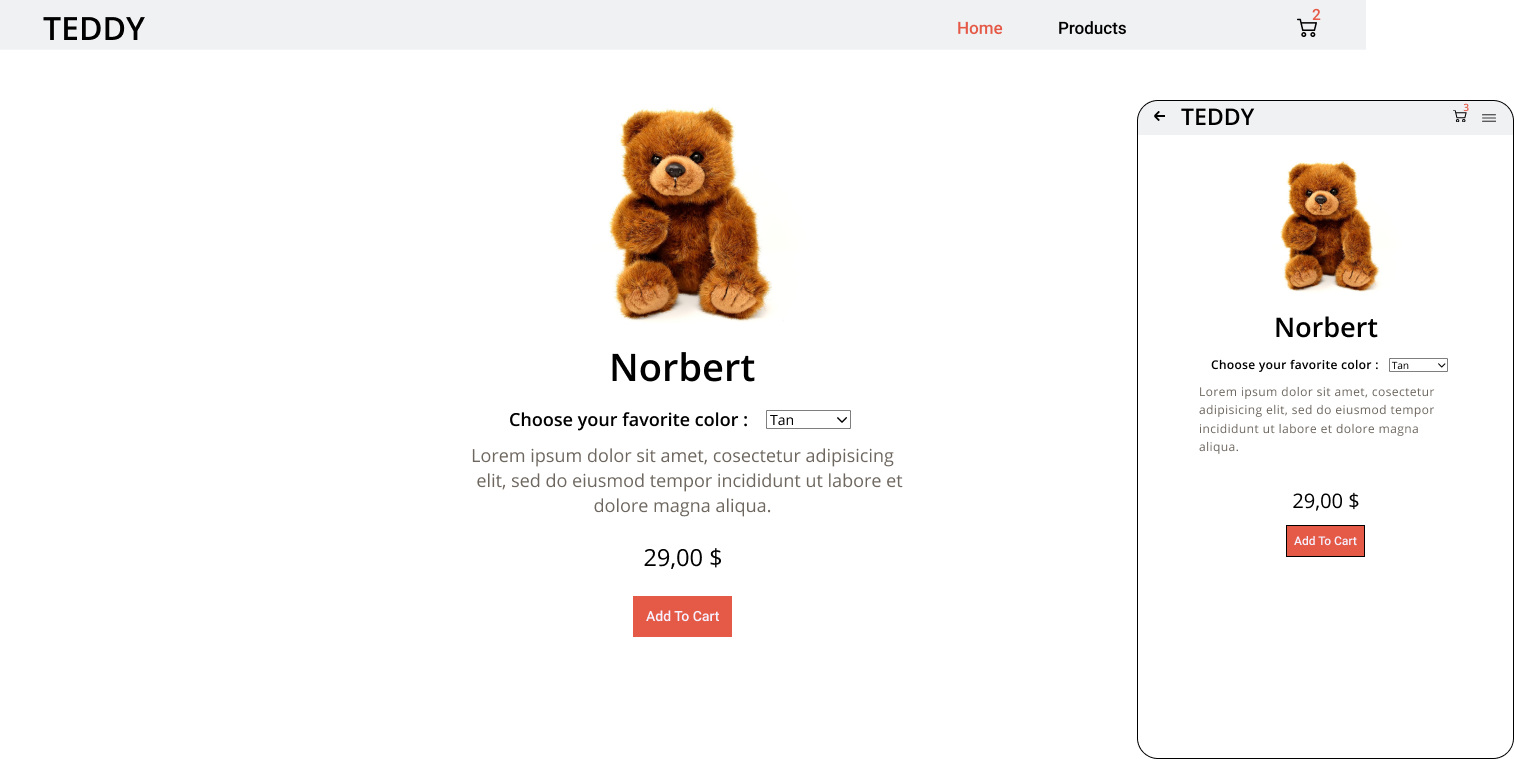 TEDDY
Home
Products
2
Norbert
Choose your favorite color :
Tan
Lorem ipsum dolor sit amet, cosectetur adipisicing
elit, sed do eiusmod tempor incididunt ut labore et
dolore magna aliqua.
29,00 $
Add To Cart
TEDDY
3
Norbert
Choose your favorite color :
Tan
Lorem ipsum dolor sit amet, cosectetur
adipisicing elit, sed do eiusmod tempor
incididunt ut labore et dolore magna
aliqua.
29,00 $
Add To Cart